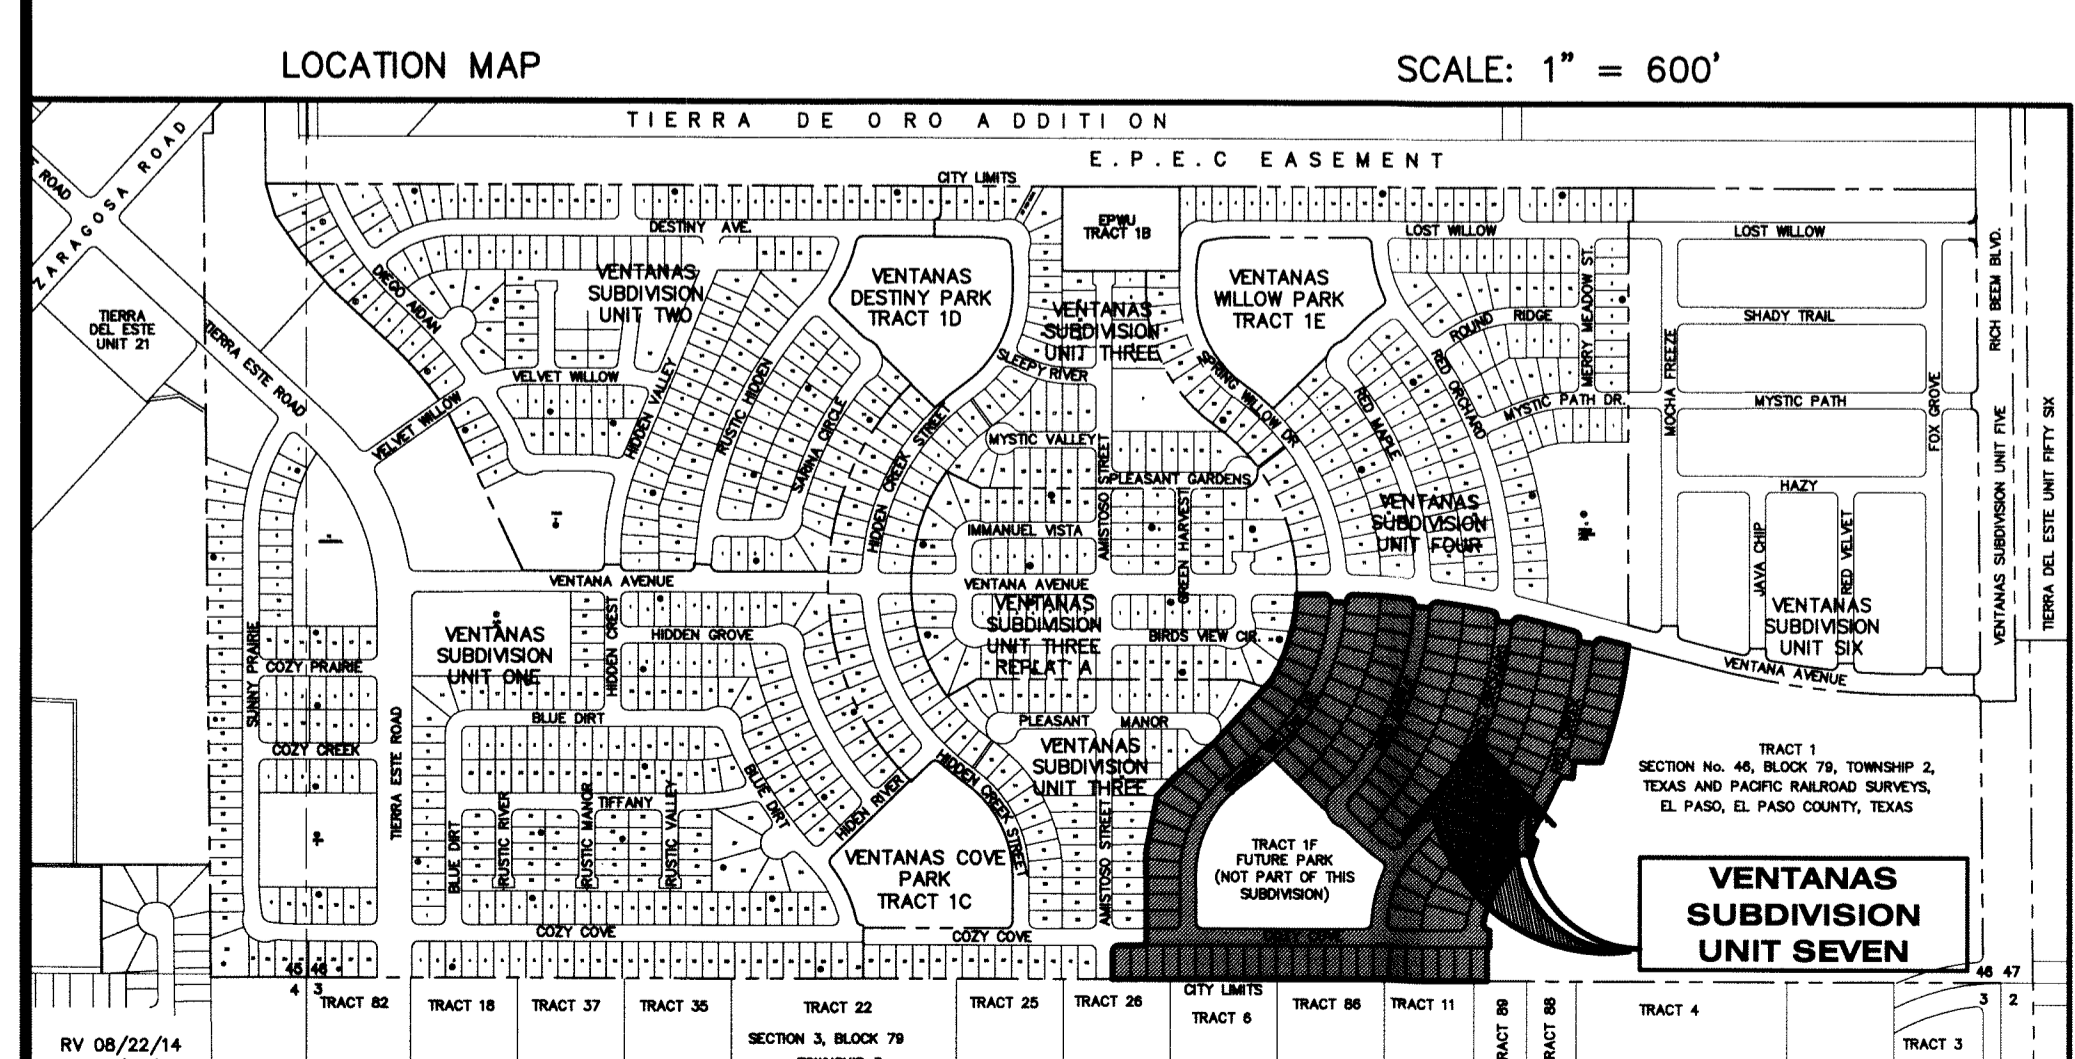 LOCATION MAP
SCALE: 1" = 600'
TIERRA DE ORO ADDITION
E.P.E.C EASEMENT
CITY LIMITS
ROAD
ZARAGOSA ROAD
TIERRA
DEL ESTE
UNIT 21
TIERRA ESTE ROAD
DESTINY AVE.
DIEGO AIDAN
VENTANAS
SUBDIVISION
UNIT TWO
VENTANAS
DESTINY PARK
TRACT 1D
EPWU
TRACT 1B
VENTANAS
SUBDIVISION
UNIT THREE
VENTANAS
WILLOW PARK
TRACT 1E
LOST WILLOW
LOST WILLOW
MERRY MEADOW ST.
ROUND RIDGE
SHADY TRAIL
RICH BEEM BLVD.
MOCHA FREEZE
FOX GROVE
VELVET WILLOW
VELVET WILLOW
HIDDEN VALLEY
RUSTIC HIDDEN
SARINA CIRCLE
HIDDEN CREEK STREET
SLEEPY RIVER
SPRING WILLOW DR
RED MAPLE
RED ORCHARD
MYSTIC PATH DR.
MYSTIC PATH
MYSTIC VALLEY
AMISTOSO STREET
PLEASANT GARDENS
GREEN HARVEST
IMMANUEL VISTA
VENTANAS
SUBDIVISION
UNIT FOUR
HAZY
JAVA CHIP
RED VELVET
VENTANAS SUBDIVISION UNIT FIVE
TIERRA DEL ESTE UNIT FIFTY SIX
VENTANA AVENUE
VENTANA AVENUE
VENTANAS
SUBDIVISION
UNIT THREE
REPLAT A
BIRDS VIEW CIR.
VENTANAS
SUBDIVISION
UNIT SIX
VENTANA AVENUE
SUNNY PRAIRIE
COZY PRAIRIE
COZY CREEK
TIERRA ESTE ROAD
VENTANAS
SUBDIVISION
UNIT ONE
HIDDEN CREST
HIDDEN GROVE
BLUE DIRT
BLUE DIRT
BLUE DIRT
RUSTIC RIVER
RUSTIC MANOR
TIFFANY
RUSTIC VALLEY
HIDEN RIVER
HIDDEN CREEK STREET
PLEASANT MANOR
VENTANAS
SUBDIVISION
UNIT THREE
AMISTOSO STREET
VENTANAS COVE
PARK
TRACT 1C
TRACT 1F
FUTURE PARK
(NOT PART OF THIS
SUBDIVISION)
TRACT 1
SECTION No. 46, BLOCK 79, TOWNSHIP 2,
TEXAS AND PACIFIC RAILROAD SURVEYS,
EL PASO, EL PASO COUNTY, TEXAS
VENTANAS
SUBDIVISION
UNIT SEVEN
COZY COVE
COZY COVE
COZY COVE
45 46
4 3
46 47
3 2
CITY LIMITS
TRACT 82
TRACT 18
TRACT 37
TRACT 35
TRACT 22
TRACT 25
TRACT 26
TRACT 6
TRACT 86
TRACT 11
TRACT 89
TRACT 88
TRACT 4
TRACT 3
SECTION 3, BLOCK 79
RV 08/22/14